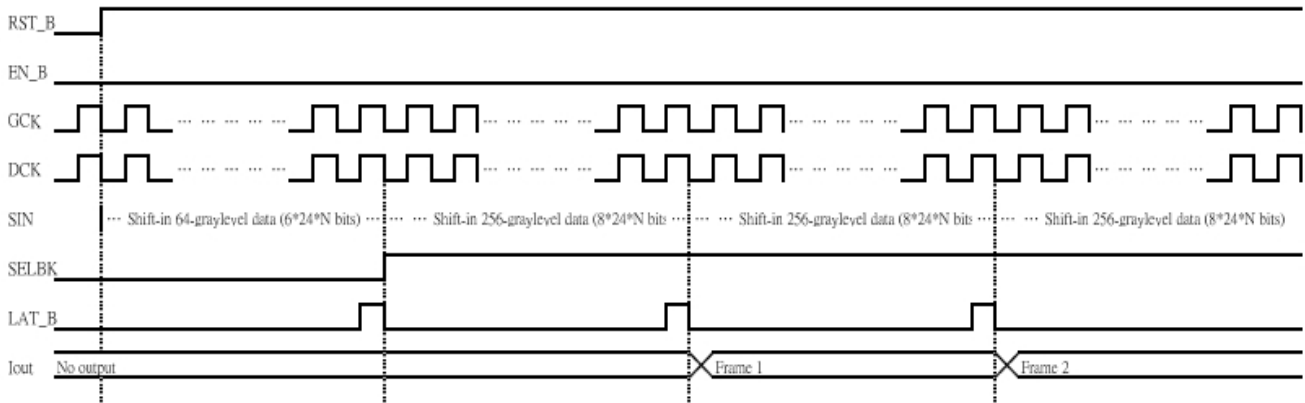 RST_B
EN_B
GCK ... ... ... ... ... ... ... ... ... ... ... ... ... ... ... ... ... ... ... ...
DCK ... ... ... ... ... ... ... ... ... ... ... ... ... ... ... ... ... ... ... ...
SIN ... Shift-in 64-graylevel data (6*24*N bits) ... ... ... Shift-in 256-graylevel data (8*24*N bits ... ... ... Shift-in 256-graylevel data (8*24*N bits ... ... ... Shift-in 256-graylevel data (8*24*N bits)
SELBK
LAT_B
Iout No output Frame 1 Frame 2